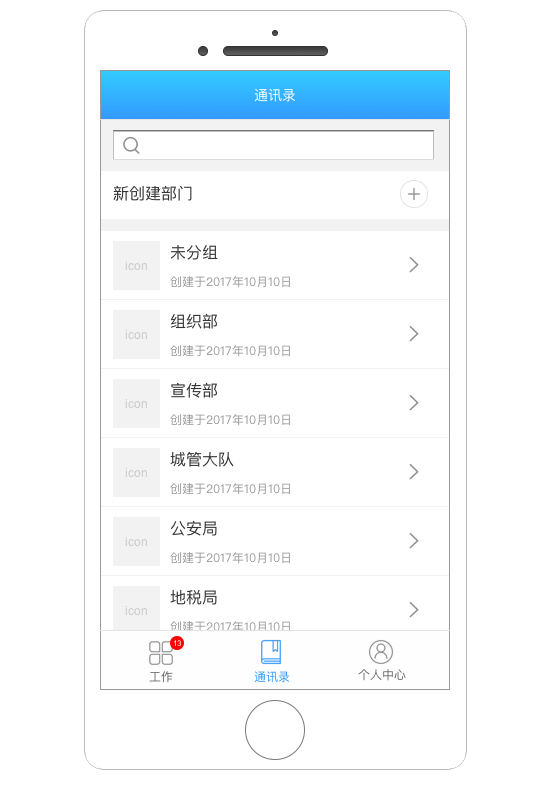 通讯录
新创建部门
icon
未分组
创建于2017年10月10日
icon
组织部
创建于2017年10月10日
icon
宣传部
创建于2017年10月10日
icon
城管大队
创建于2017年10月10日
icon
公安局
创建于2017年10月10日
icon
地税局
创建于2017年10月10日
13
工作
通讯录
个人中心